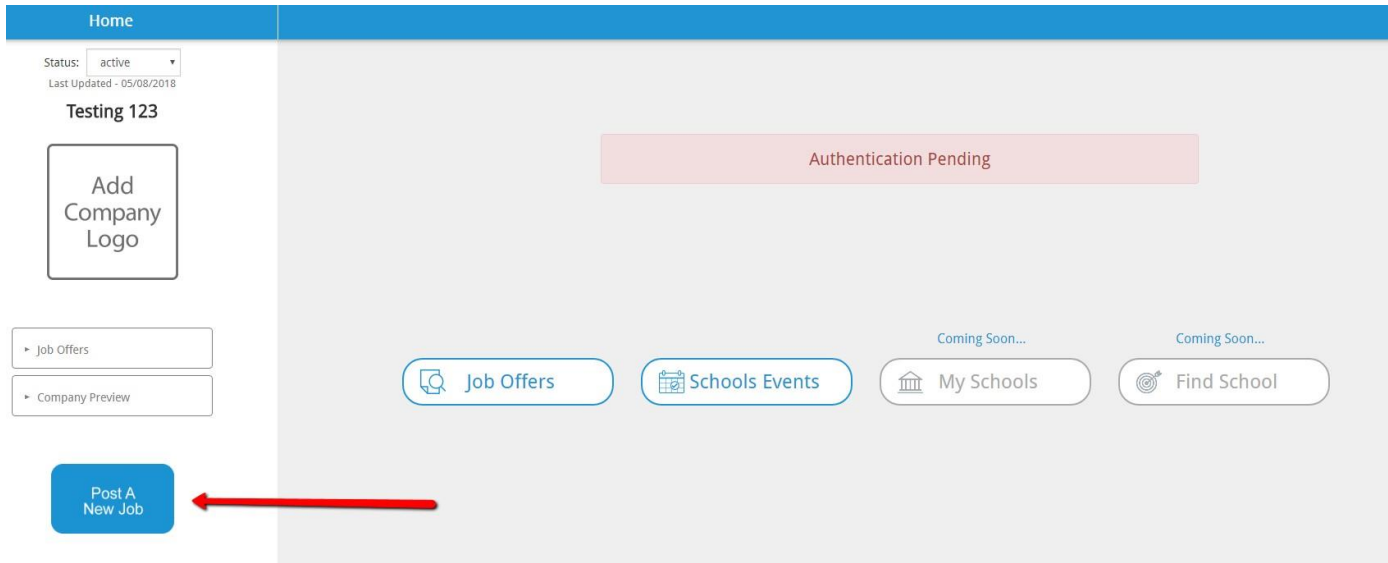 Home
Status: active
Last Updated - 05/08/2018
Testing 123
Add
Company
Logo
Job Offers
Company Preview
Post A
New Job
Authentication Pending
Coming Soon...
Coming Soon...
Job Offers
Schools Events
My Schools
Find School